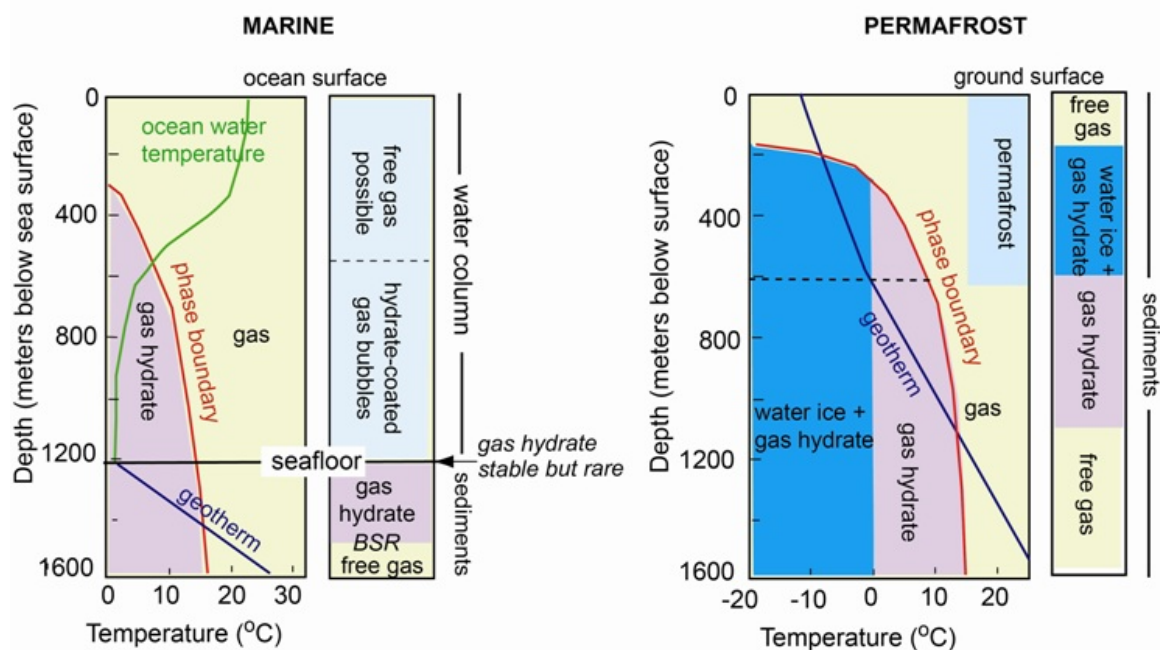 MARINE
ocean surface
Depth (meters below sea surface)
0
400
800
1200
1600
ocean water
temperature
gas hydrate
phase boundary
gas
seafloor
geotherm
0
10
20
30
Temperature (°C)
free gas
possible
hydrate-coated
gas bubbles
gas
hydrate
BSR
free gas
water column
sediments
gas hydrate
stable but rare
PERMAFROST
ground surface
Depth (meters below surface)
0
200
400
800
1200
1600
permafrost
phase boundary
geotherm
water ice +
gas hydrate
gas hydrate
gas
-20
-10
0
10
20
Temperature (°C)
free
gas
water ice +
gas hydrate
gas hydrate
free gas
sediments